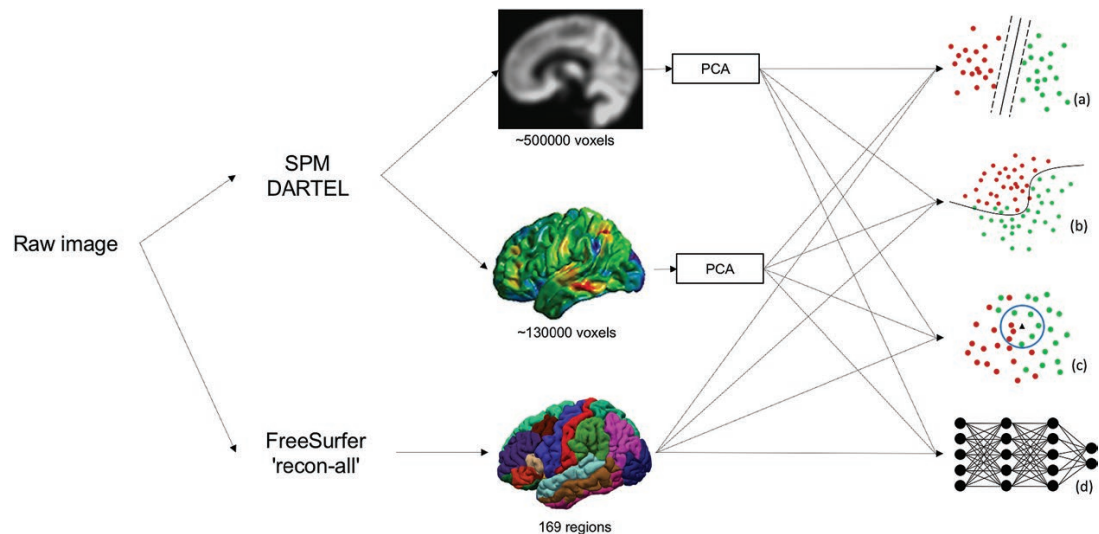 Raw image
SPM
DARTEL
FreeSurfer
'recon-all'
~500000 voxels
~130000 voxels
169 regions
PCA
PCA
(a)
(b)
(c)
(d)